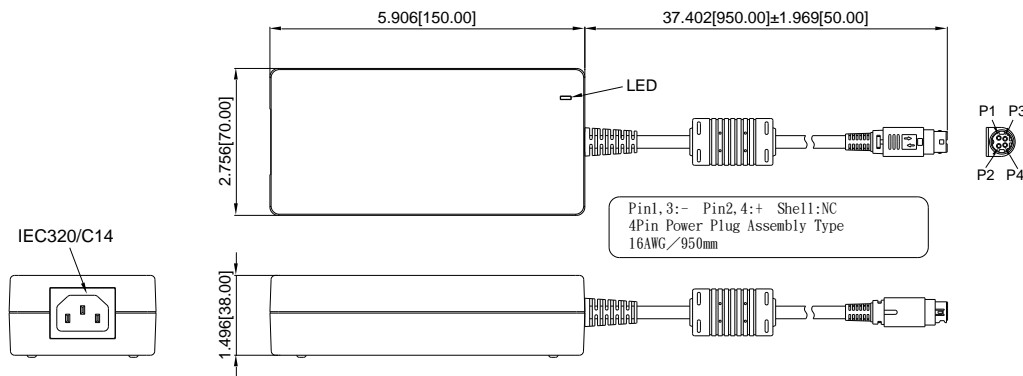 5.906[150.00]
37.402[950.00]±1.969[50.00]
LED
2.756[70.00]
P1 P3
P2 P4
Pin1,3:- Pin2,4:+ Shell:NC
4Pin Power Plug Assembly Type
16AWG／950mm
IEC320/C14
1.496[38.00]